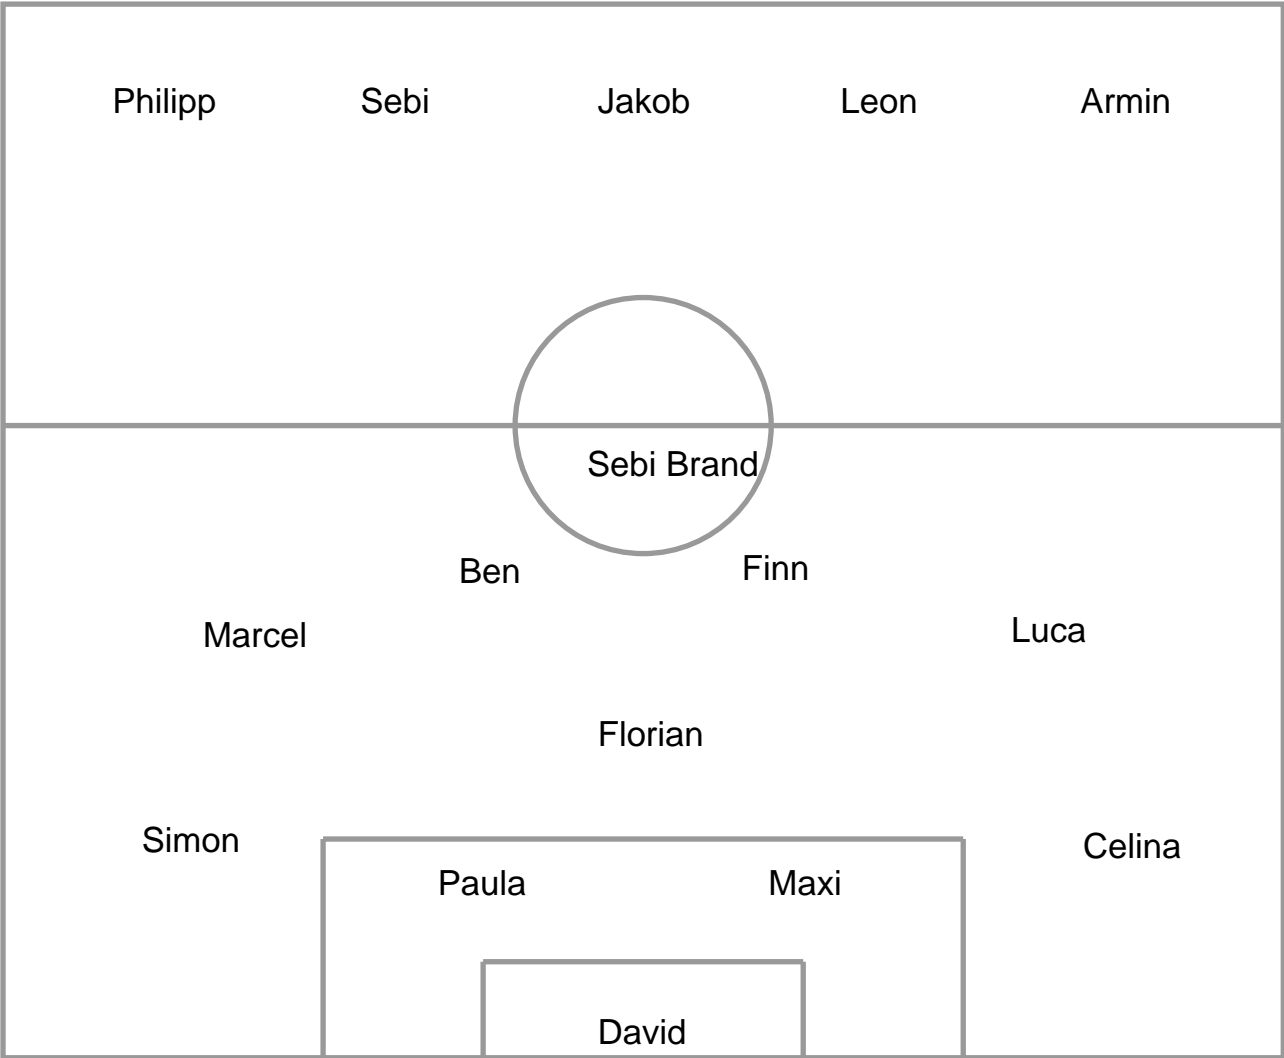 Philipp Sebi Jakob Leon Armin
Sebi Brand
Ben Finn
Marcel Luca
Florian
Simon Celina
Paula Maxi
David